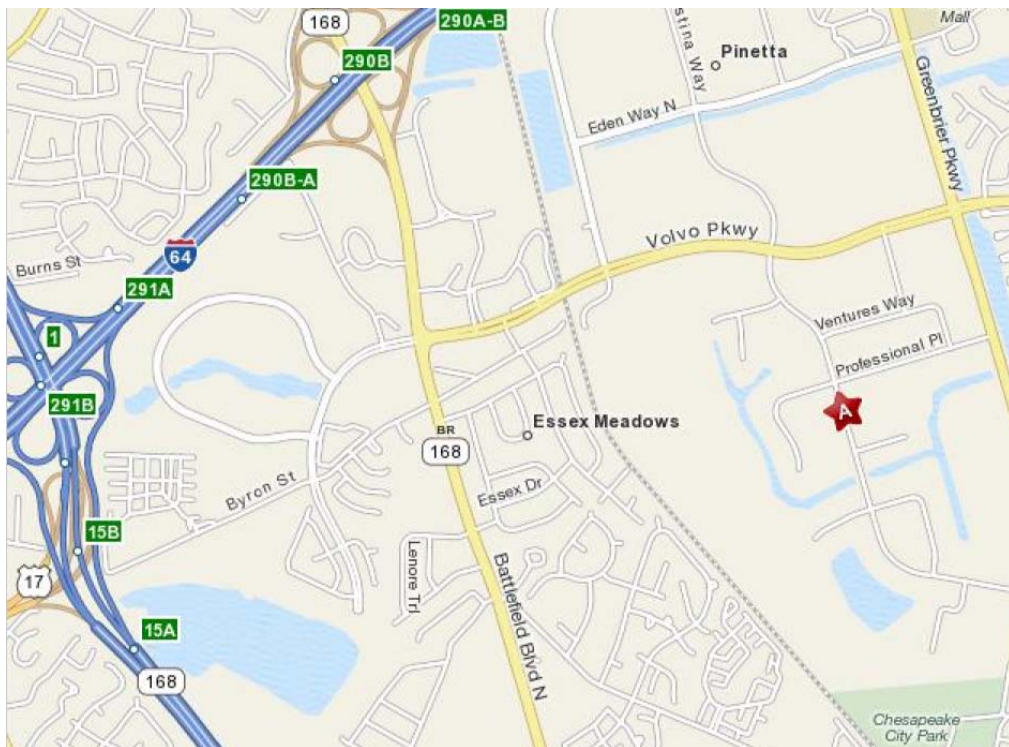 290A-B
168
Mall
stina Way
290B
Pinetta
Greenbrier Pkwy
Eden Way N
290B-A
Volvo Pkwy
64
Burns St
291A
Ventures Way
1
Professional Pl
291B
A
Essex Meadows
BR
168
Byron St
Essex Dr
15B
Lenore Trl
Battlefield Blvd N
17
15A
168
Chesapeake
City Park